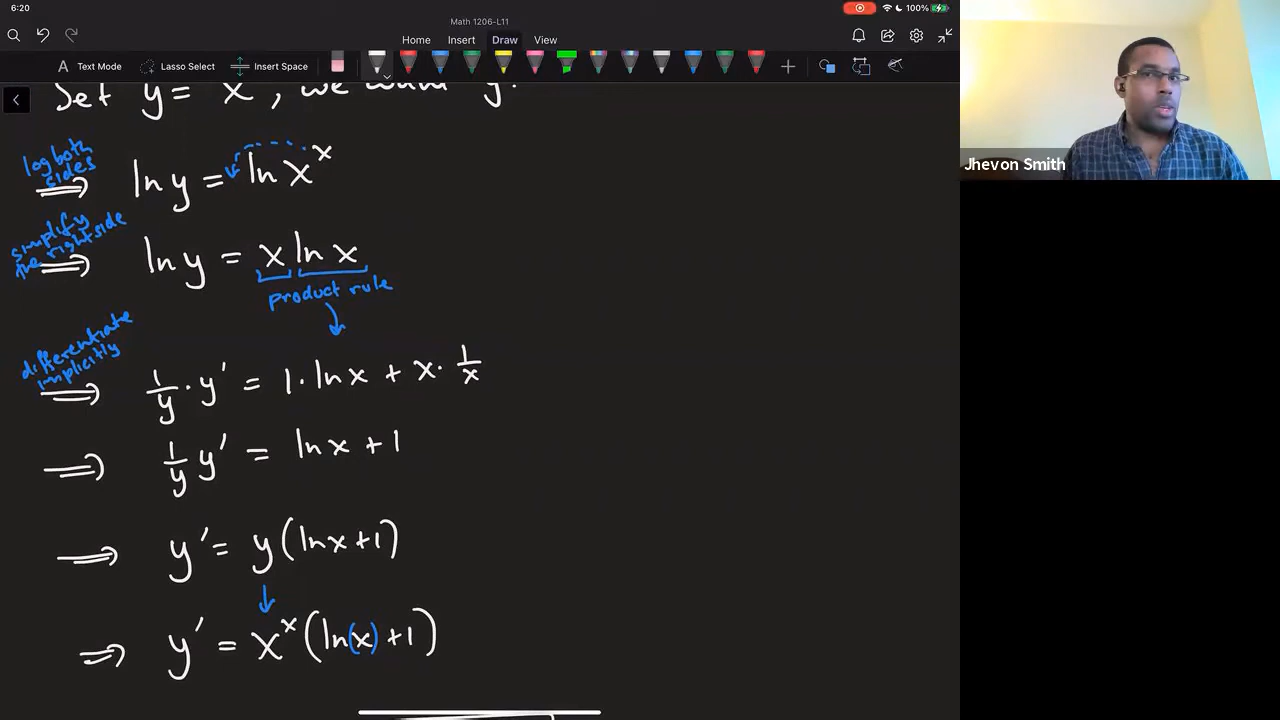 6:20
100%
Math 1206-L11
Home Insert Draw View
Text Mode Lasso Select Insert Space
Set y = x , we want y'.
log both sides
⟹ ln y = ln x^x
simplify the right side
⟹ ln y = x ln x
product rule
differentiate implicitly
⟹ 1/y · y' = 1 · ln x + x · 1/x
⟹ 1/y y' = ln x + 1
⟹ y' = y(ln x + 1)
⟹ y' = x^x (ln(x) + 1)
Jhevon Smith